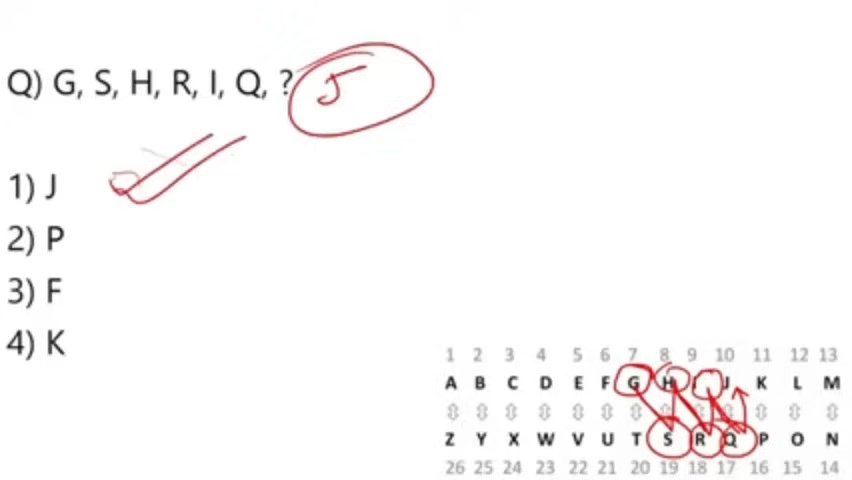 Q) G, S, H, R, I, Q, ? J
1) J
2) P
3) F
4) K
1 2 3 4 5 6 7 8 9 10 11 12 13
A B C D E F G H I J K L M
Z Y X W V U T S R Q P O N
26 25 24 23 22 21 20 19 18 17 16 15 14